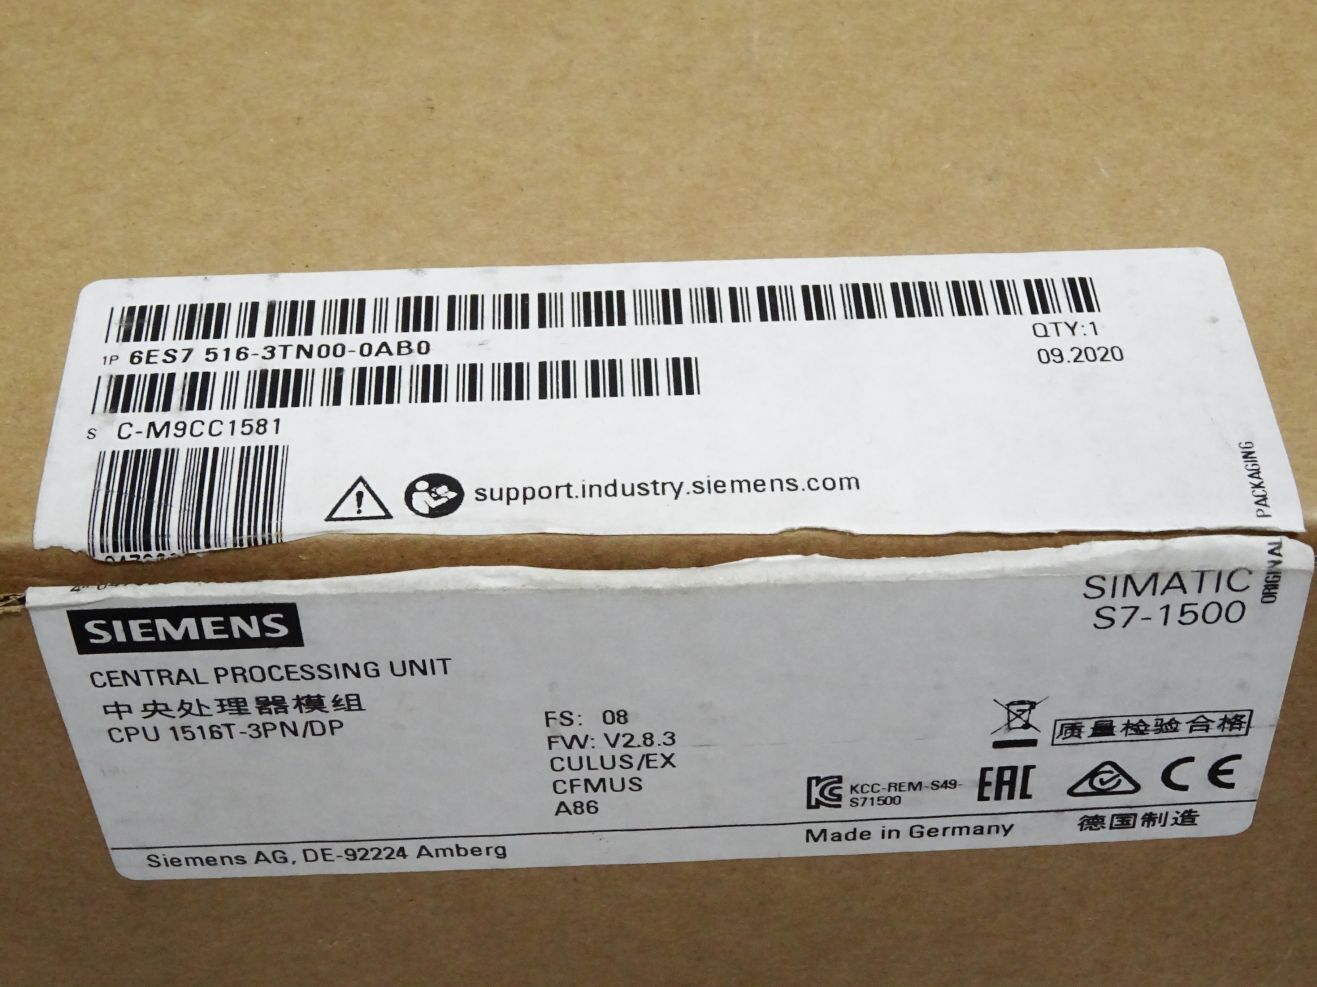 1P 6ES7 516-3TN00-0AB0
QTY:1
09.2020
S C-M9CC1581
support.industry.siemens.com
ORIGINAL PACKAGING
SIEMENS
SIMATIC
S7-1500
CENTRAL PROCESSING UNIT
中央处理器模组
CPU 1516T-3PN/DP
FS: 08
FW: V2.8.3
CULUS/EX
CFMUS
A86
质量检验合格
KCC-REM-S49-
S71500
EAC
CE
Siemens AG, DE-92224 Amberg
Made in Germany
德国制造